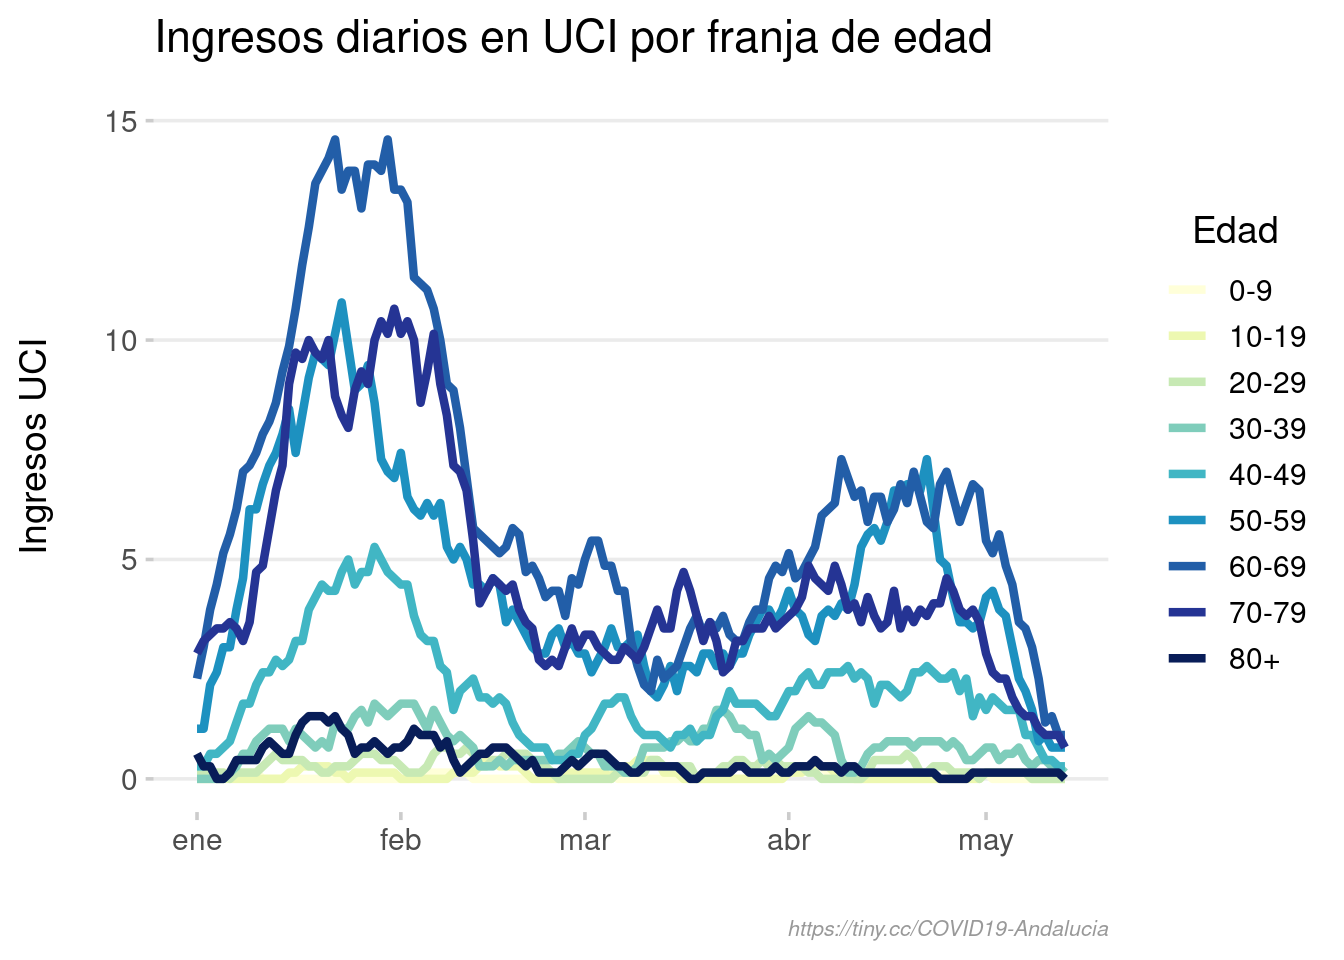 Ingresos diarios en UCI por franja de edad
Ingresos UCI
15
10
5
0
ene feb mar abr may
Edad
0-9
10-19
20-29
30-39
40-49
50-59
60-69
70-79
80+
https://tiny.cc/COVID19-Andalucia